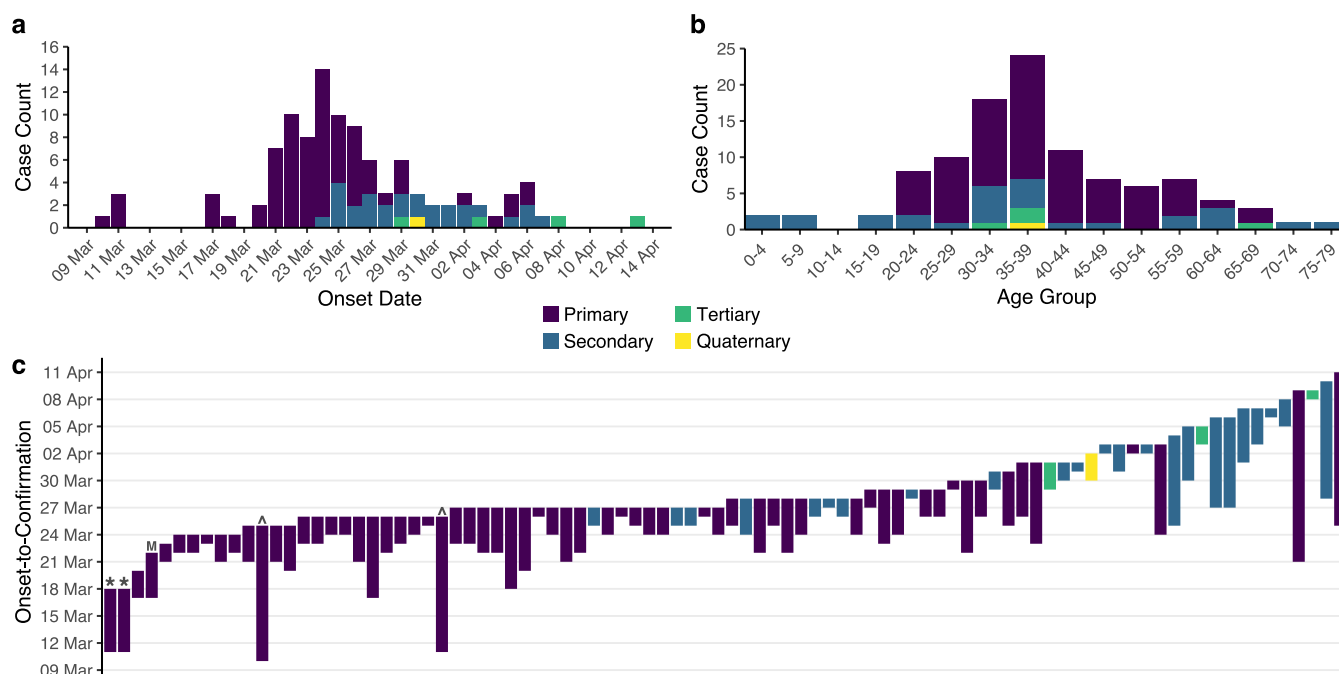 a
b
16
14
12
10
8
6
4
2
0
Case Count
09 Mar
11 Mar
13 Mar
15 Mar
17 Mar
19 Mar
21 Mar
23 Mar
25 Mar
27 Mar
29 Mar
31 Mar
02 Apr
04 Apr
06 Apr
08 Apr
10 Apr
12 Apr
14 Apr
Onset Date
25
20
15
10
5
0
Case Count
0-4
5-9
10-14
15-19
20-24
25-29
30-34
35-39
40-44
45-49
50-54
55-59
60-64
65-69
70-74
75-79
Age Group
Primary
Tertiary
Secondary
Quaternary
c
11 Apr
08 Apr
05 Apr
02 Apr
30 Mar
27 Mar
24 Mar
21 Mar
18 Mar
15 Mar
12 Mar
09 Mar
Onset-to-Confirmation
* *
M
^
^